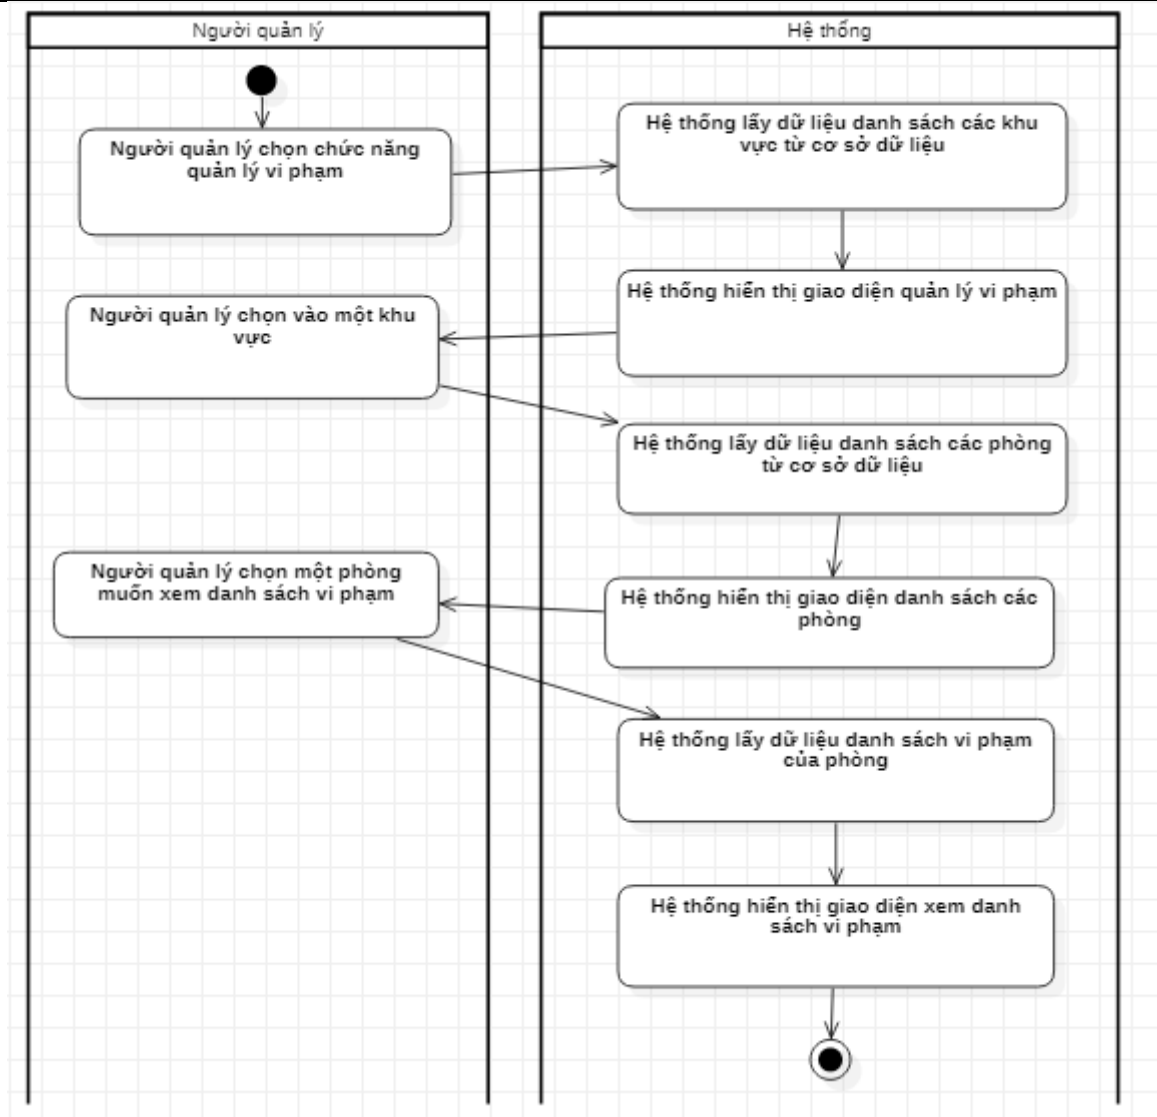 Người quản lý
Hệ thống
Người quản lý chọn chức năng
quản lý vi phạm
Hệ thống lấy dữ liệu danh sách các khu
vực từ cơ sở dữ liệu
Hệ thống hiển thị giao diện quản lý vi phạm
Người quản lý chọn vào một khu
vực
Hệ thống lấy dữ liệu danh sách các phòng
từ cơ sở dữ liệu
Hệ thống hiển thị giao diện danh sách các
phòng
Người quản lý chọn một phòng
muốn xem danh sách vi phạm
Hệ thống lấy dữ liệu danh sách vi phạm
của phòng
Hệ thống hiển thị giao diện xem danh
sách vi phạm